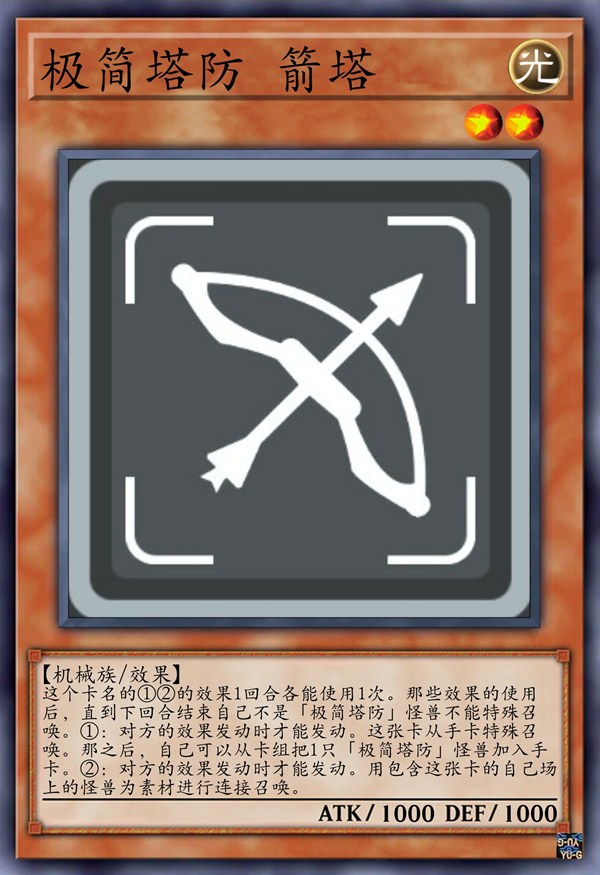 极简塔防 箭塔
光
【机械族/效果】
这个卡名的①②的效果1回合各能使用1次。那些效果的使用
后，直到下回合结束自己不是「极简塔防」怪兽不能特殊召
唤。①：对方的效果发动时才能发动。这张卡从手卡特殊召
唤。那之后，自己可以从卡组把1只「极简塔防」怪兽加入手
卡。②：对方的效果发动时才能发动。用包含这张卡的自己场
上的怪兽为素材进行连接召唤。
ATK/1000 DEF/1000
YU-G